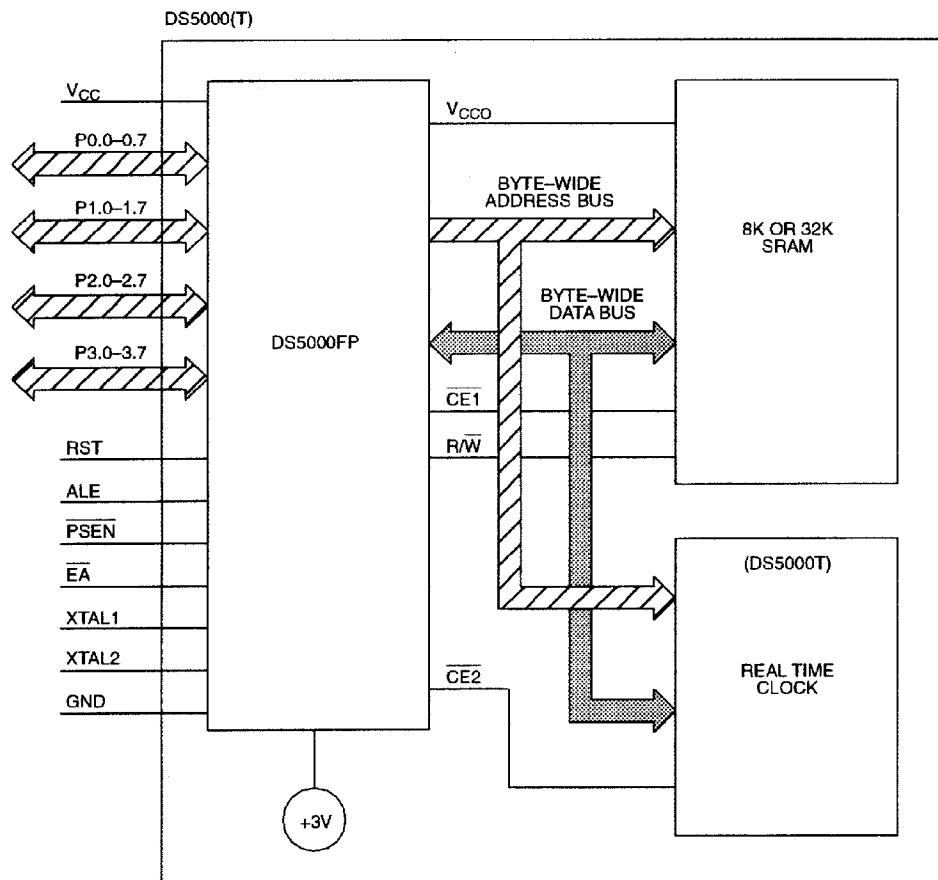 DS5000(T)
VCC
P0.0–0.7
P1.0–1.7
P2.0–2.7
P3.0–3.7
RST
ALE
PSEN
EA
XTAL1
XTAL2
GND
DS5000FP
+3V
VCCO
BYTE–WIDE
ADDRESS BUS
BYTE–WIDE
DATA BUS
CE1
R/W
CE2
8K OR 32K
SRAM
(DS5000T)
REAL TIME
CLOCK